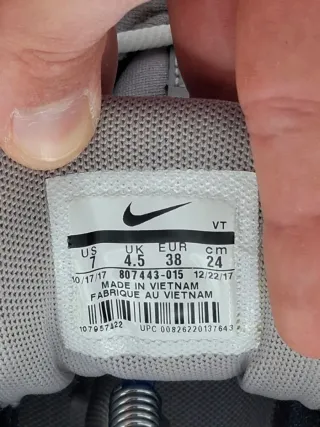 VT
US UK EUR cm
7 4.5 38 24
10/17/17 807443-015 12/22/17
MADE IN VIETNAM
FABRIQUE AU VIETNAM
107957422
UPC 00826220137643